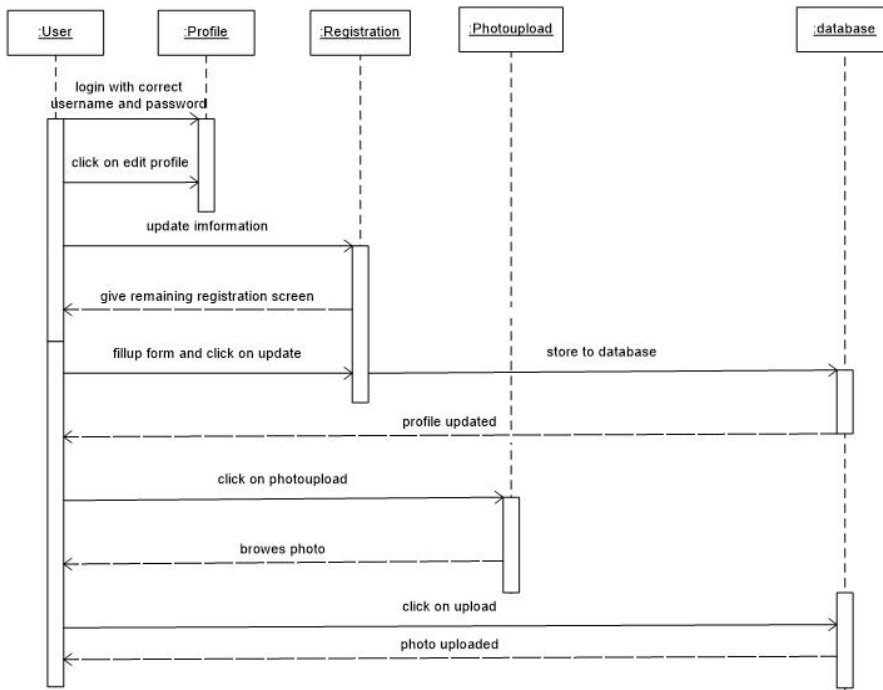 :User
:Profile
:Registration
:Photoupload
:database
login with correct
username and password
click on edit profile
update imformation
give remaining registration screen
fillup form and click on update
store to database
profile updated
click on photoupload
browes photo
click on upload
photo uploaded